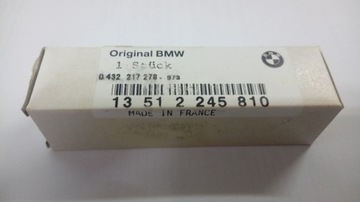 Original BMW
1 Stück
0 432 217 278 - 979
13 51 2 245 810
MADE IN FRANCE